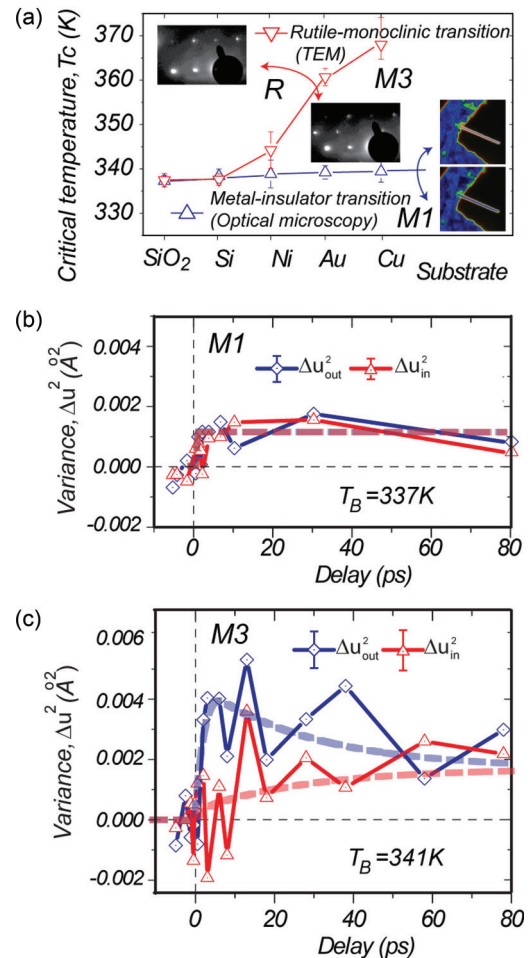 (a)
Critical temperature, Tc (K)
370
360
350
340
330
Rutile-monoclinic transition
(TEM)
R
M3
Metal-insulator transition
(Optical microscopy)
M1
SiO2 Si Ni Au Cu Substrate
(b)
Variance, Δu² (Å²)
0.004
0.002
0.000
-0.002
M1
Δu²out Δu²in
TB=337K
0 20 40 60 80
Delay (ps)
(c)
Variance, Δu² (Å²)
0.006
0.004
0.002
0.000
-0.002
M3
Δu²out Δu²in
TB=341K
0 20 40 60 80
Delay (ps)